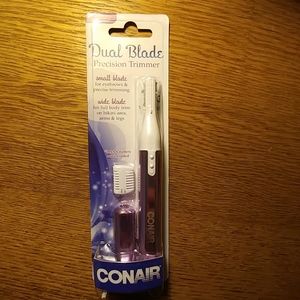 Dual Blade
Precision Trimmer
small blade
for eyebrows &
precise trimming
wide blade
for full body trim
on bikini area,
arms & legs
CONAIR
CONAIR